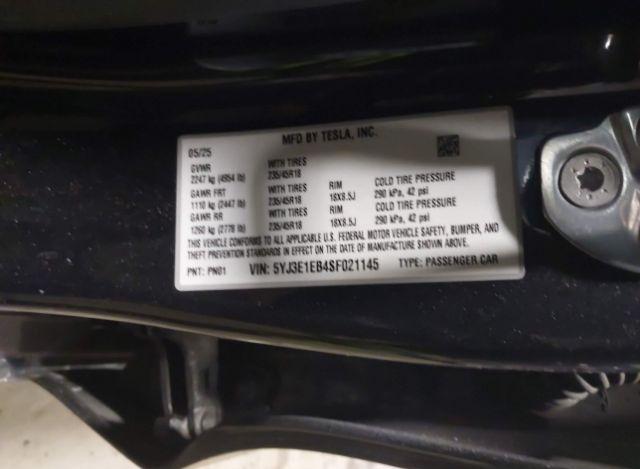 MFD BY TESLA, INC.
05/25
GVWR WITH TIRES
2247 kg (4954 lb) 235/45R18
GAWR FRT WITH TIRES RIM COLD TIRE PRESSURE
1110 kg (2447 lb) 235/45R18 18X8.5J 290 kPa, 42 psi
GAWR RR WITH TIRES RIM COLD TIRE PRESSURE
1260 kg (2778 lb) 235/45R18 18X8.5J 290 kPa, 42 psi
THIS VEHICLE CONFORMS TO ALL APPLICABLE U.S. FEDERAL MOTOR VEHICLE SAFETY, BUMPER, AND
THEFT PREVENTION STANDARDS IN EFFECT ON THE DATE OF MANUFACTURE SHOWN ABOVE.
PNT: PN01 VIN: 5YJ3E1EB4SF021145 TYPE: PASSENGER CAR